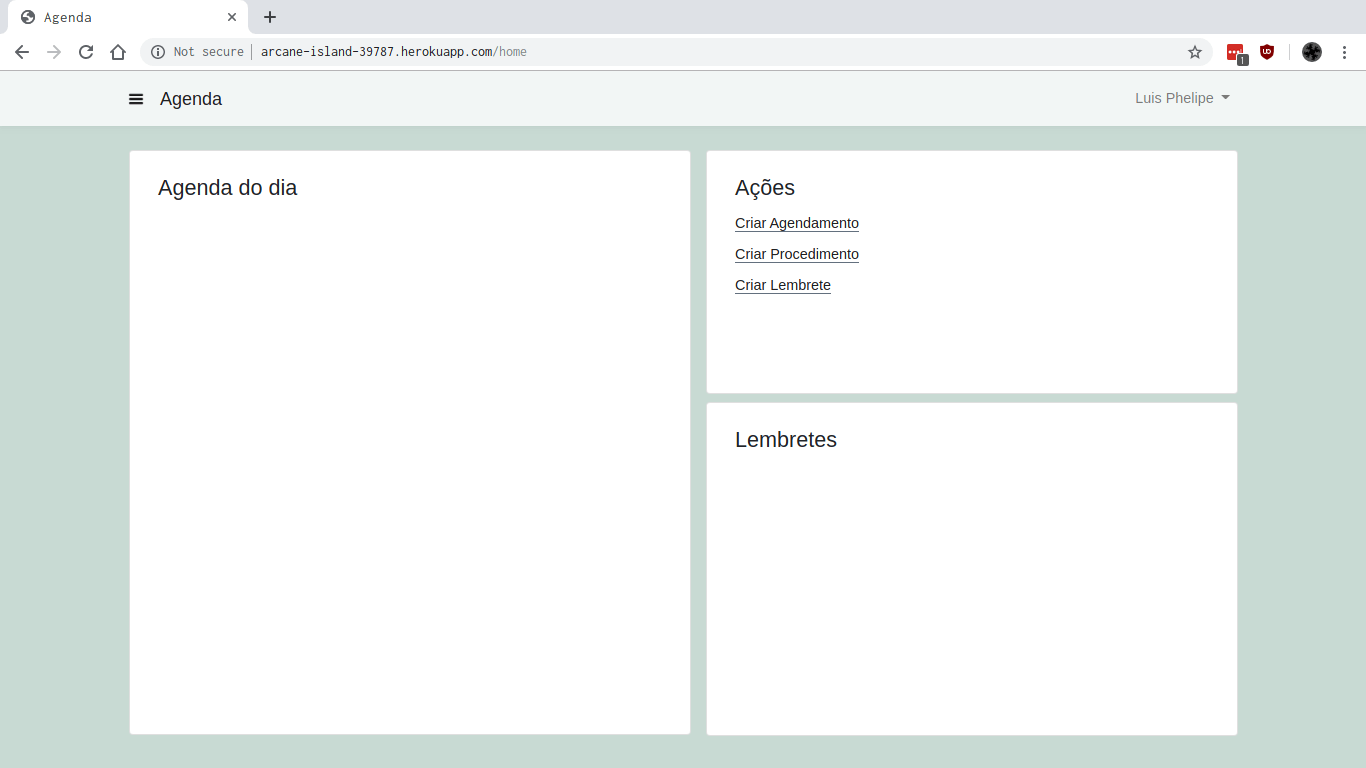 Agenda
Not secure arcane-island-39787.herokuapp.com/home
1
Agenda
Luis Phelipe
Agenda do dia
Ações
Criar Agendamento
Criar Procedimento
Criar Lembrete
Lembretes